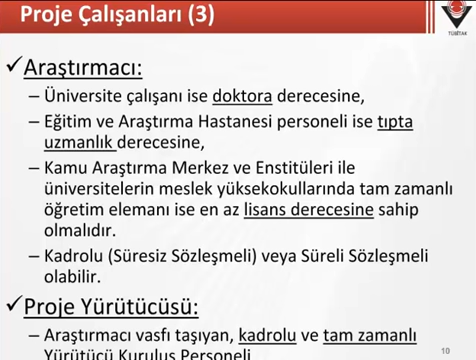 Proje Çalışanları (3)
TÜBİTAK
✓Araştırmacı:
– Üniversite çalışanı ise doktora derecesine,
– Eğitim ve Araştırma Hastanesi personeli ise tıpta
uzmanlık derecesine,
– Kamu Araştırma Merkez ve Enstitüleri ile
üniversitelerin meslek yüksekokullarında tam zamanlı
öğretim elemanı ise en az lisans derecesine sahip
olmalıdır.
– Kadrolu (Süresiz Sözleşmeli) veya Süreli Sözleşmeli
olabilir.
✓Proje Yürütücüsü:
– Araştırmacı vasfı taşıyan, kadrolu ve tam zamanlı
Yürütücü Kuruluş Personeli
10